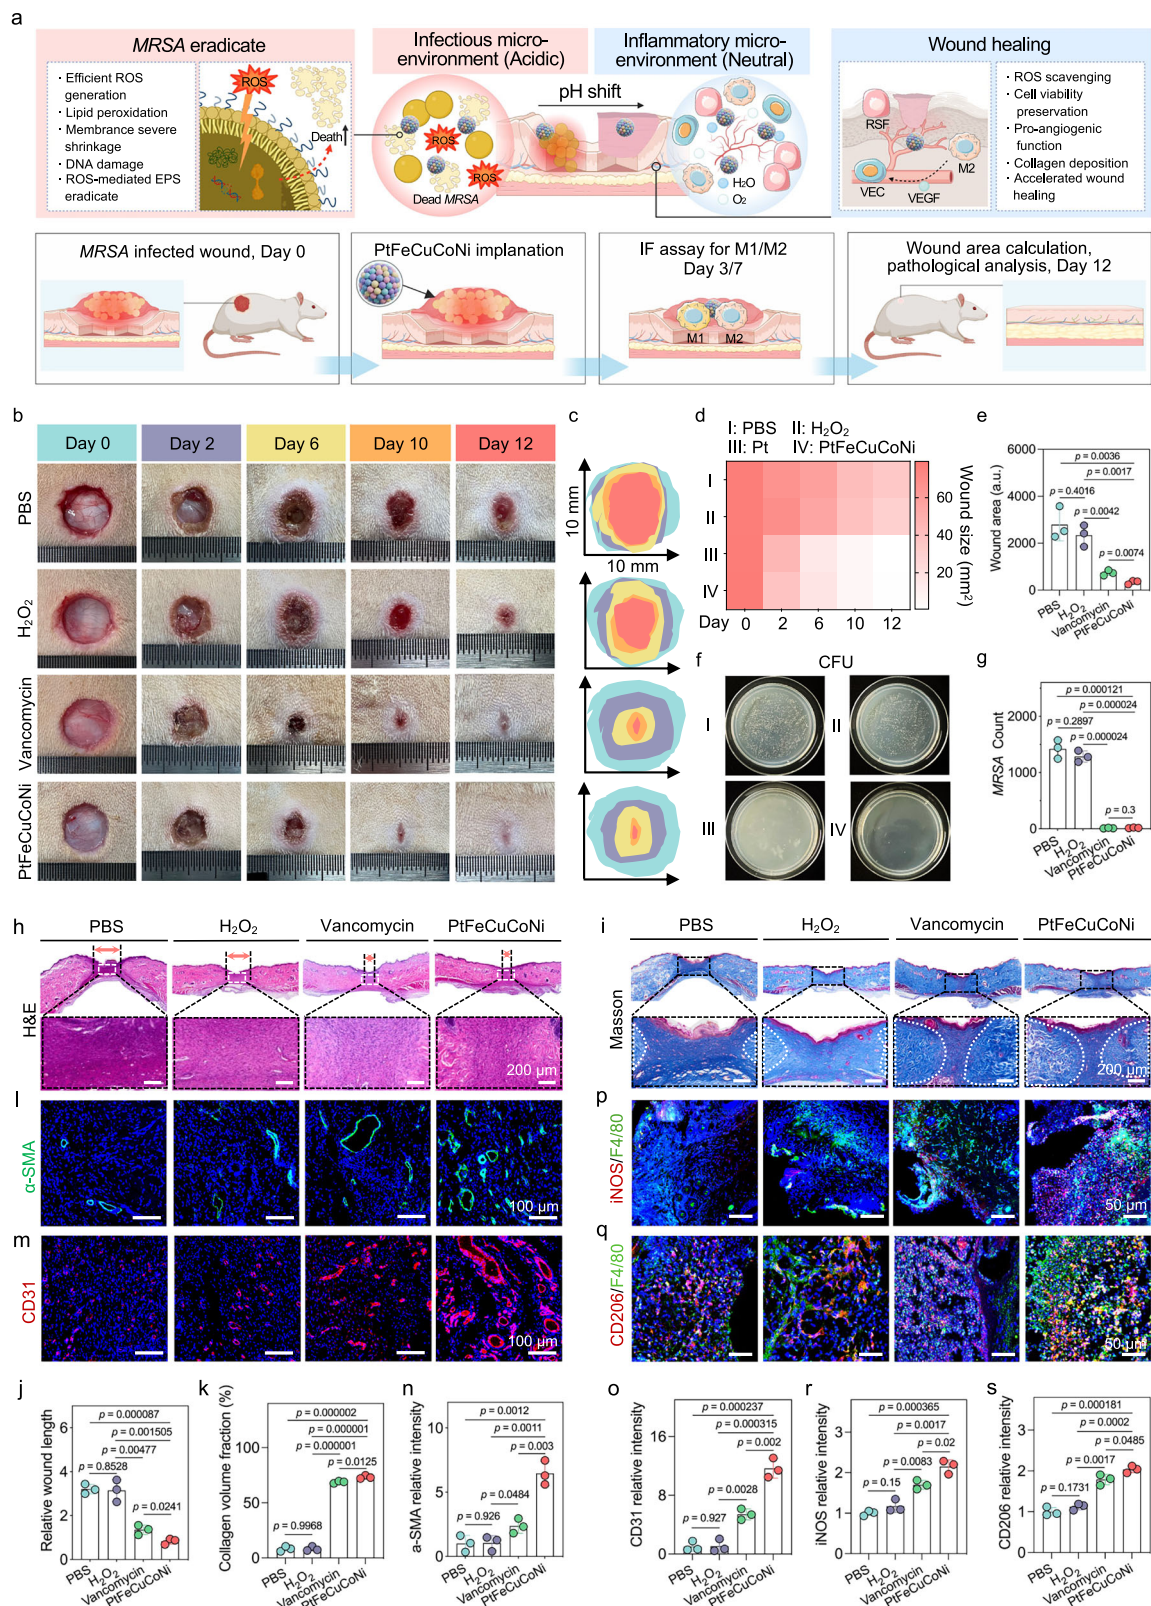 a
MRSA eradicate
· Efficient ROS
generation
· Lipid peroxidation
· Membrance severe
shrinkage
· DNA damage
· ROS-mediated EPS
eradicate
ROS
Death
Infectious micro-
environment (Acidic)
Inflammatory micro-
environment (Neutral)
pH shift
ROS
ROS
Dead MRSA
H2O
O2
Wound healing
RSF
VEC
VEGF
M2
· ROS scavenging
· Cell viability
preservation
· Pro-angiogenic
function
· Collagen deposition
· Accelerated wound
healing
MRSA infected wound, Day 0
PtFeCuCoNi implanation
IF assay for M1/M2
Day 3/7
M1
M2
Wound area calculation,
pathological analysis, Day 12
b
Day 0
Day 2
Day 6
Day 10
Day 12
PBS
H2O2
Vancomycin
PtFeCuCoNi
c
10 mm
10 mm
d
I: PBS
II: H2O2
III: Pt
IV: PtFeCuCoNi
I
II
III
IV
Day
0
2
6
10
12
60
40
20
Wound size (mm²)
e
Wound area (a.u.)
6000
4000
2000
0
p = 0.0036
p = 0.0017
p = 0.4016
p = 0.0042
p = 0.0074
PBS
H2O2
Vancomycin
PtFeCuCoNi
f
CFU
I
II
III
IV
g
MRSA Count
2000
1000
0
p = 0.000121
p = 0.000024
p = 0.2897
p = 0.000024
p = 0.3
PBS
H2O2
Vancomycin
PtFeCuCoNi
h
PBS
H2O2
Vancomycin
PtFeCuCoNi
H&E
200 µm
i
PBS
H2O2
Vancomycin
PtFeCuCoNi
Masson
200 µm
l
α-SMA
100 µm
p
iNOS/F4/80
50 µm
m
CD31
100 µm
q
CD206/F4/80
50 µm
j
Relative wound length
6
4
2
0
p = 0.000087
p = 0.001505
p = 0.00477
p = 0.8528
p = 0.0241
PBS
H2O2
Vancomycin
PtFeCuCoNi
k
Collagen volume fraction (%)
100
50
0
p = 0.000002
p = 0.000001
p = 0.000001
p = 0.0125
p = 0.9968
PBS
H2O2
Vancomycin
PtFeCuCoNi
n
a-SMA relative intensity
10
5
0
p = 0.0012
p = 0.0011
p = 0.003
p = 0.0484
p = 0.926
PBS
H2O2
Vancomycin
PtFeCuCoNi
o
CD31 relative intensity
16
8
0
p = 0.000237
p = 0.000315
p = 0.002
p = 0.0028
p = 0.927
PBS
H2O2
Vancomycin
PtFeCuCoNi
r
iNOS relative intensity
3
2
1
0
p = 0.000365
p = 0.0017
p = 0.02
p = 0.0083
p = 0.15
PBS
H2O2
Vancomycin
PtFeCuCoNi
s
CD206 relative intensity
3
2
1
0
p = 0.000181
p = 0.0002
p = 0.0485
p = 0.0017
p = 0.1731
PBS
H2O2
Vancomycin
PtFeCuCoNi